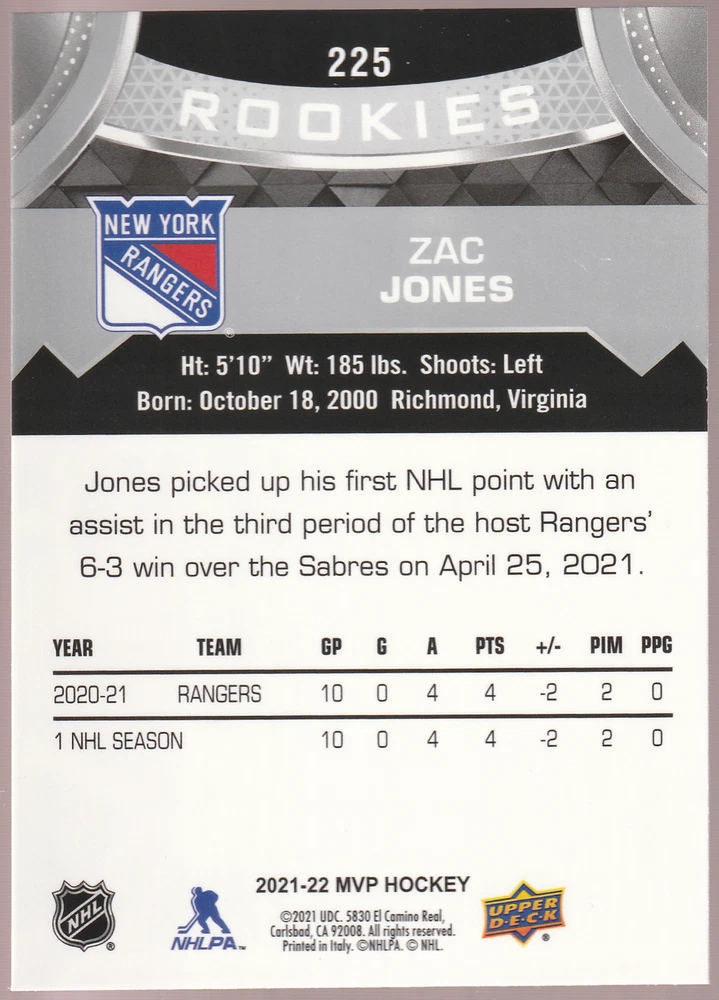 225
ROOKIES
NEW YORK
RANGERS
®
ZAC
JONES
Ht: 5'10” Wt: 185 lbs. Shoots: Left
Born: October 18, 2000 Richmond, Virginia
Jones picked up his first NHL point with an
assist in the third period of the host Rangers’
6-3 win over the Sabres on April 25, 2021.
YEAR TEAM GP G A PTS +/- PIM PPG
2020-21 RANGERS 10 0 4 4 -2 2 0
1 NHL SEASON 10 0 4 4 -2 2 0
2021-22 MVP HOCKEY
NHL ®
NHLPA™
©2021 UDC. 5830 El Camino Real,
Carlsbad, CA 92008. All rights reserved.
Printed in Italy. ©NHLPA. © NHL.
UPPER
D·E·C·K
®